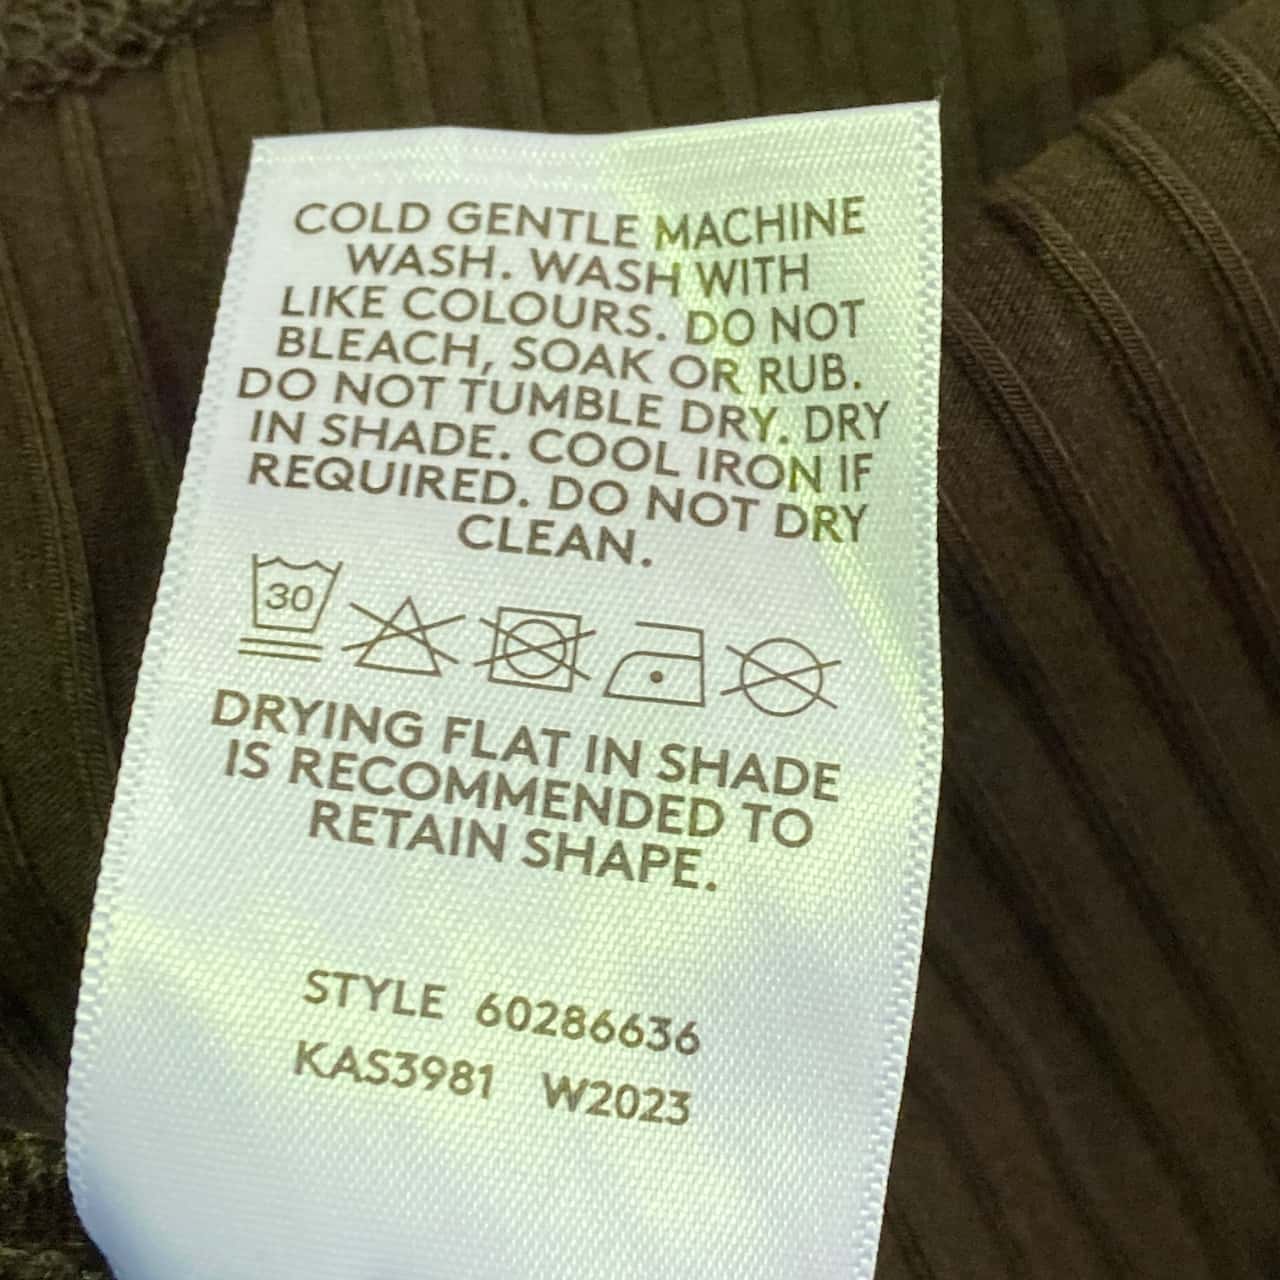 COLD GENTLE MACHINE
WASH. WASH WITH
LIKE COLOURS. DO NOT
BLEACH, SOAK OR RUB.
DO NOT TUMBLE DRY. DRY
IN SHADE. COOL IRON IF
REQUIRED. DO NOT DRY
CLEAN.
30
DRYING FLAT IN SHADE
IS RECOMMENDED TO
RETAIN SHAPE.
STYLE 60286636
KAS3981 W2023